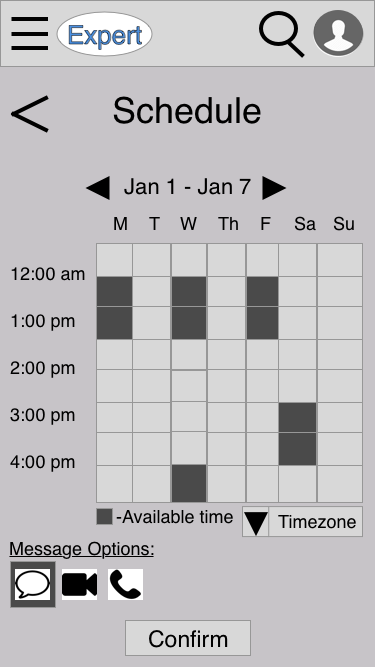 Expert
Schedule
Jan 1 - Jan 7
M T W Th F Sa Su
12:00 am
1:00 pm
2:00 pm
3:00 pm
4:00 pm
-Available time
Timezone
Message Options:
Confirm